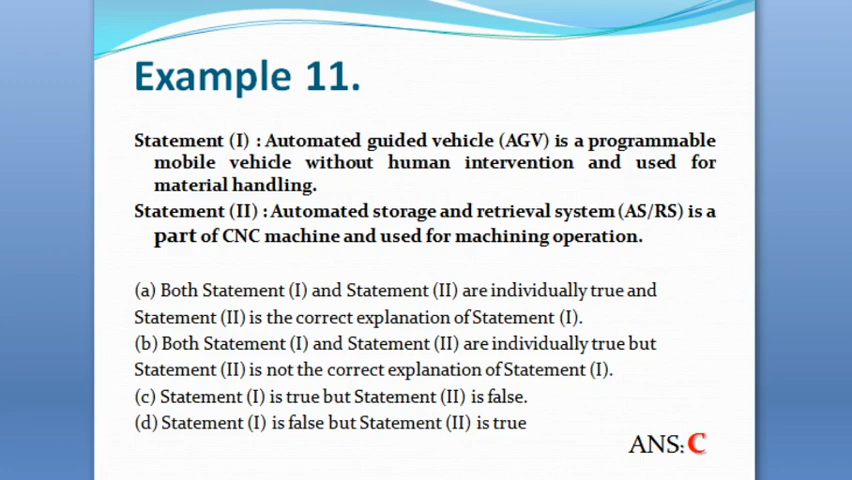 Example 11.
Statement (I) : Automated guided vehicle (AGV) is a programmable
mobile vehicle without human intervention and used for
material handling.
Statement (II) : Automated storage and retrieval system (AS/RS) is a
part of CNC machine and used for machining operation.
(a) Both Statement (I) and Statement (II) are individually true and
Statement (II) is the correct explanation of Statement (I).
(b) Both Statement (I) and Statement (II) are individually true but
Statement (II) is not the correct explanation of Statement (I).
(c) Statement (I) is true but Statement (II) is false.
(d) Statement (I) is false but Statement (II) is true
ANS: C